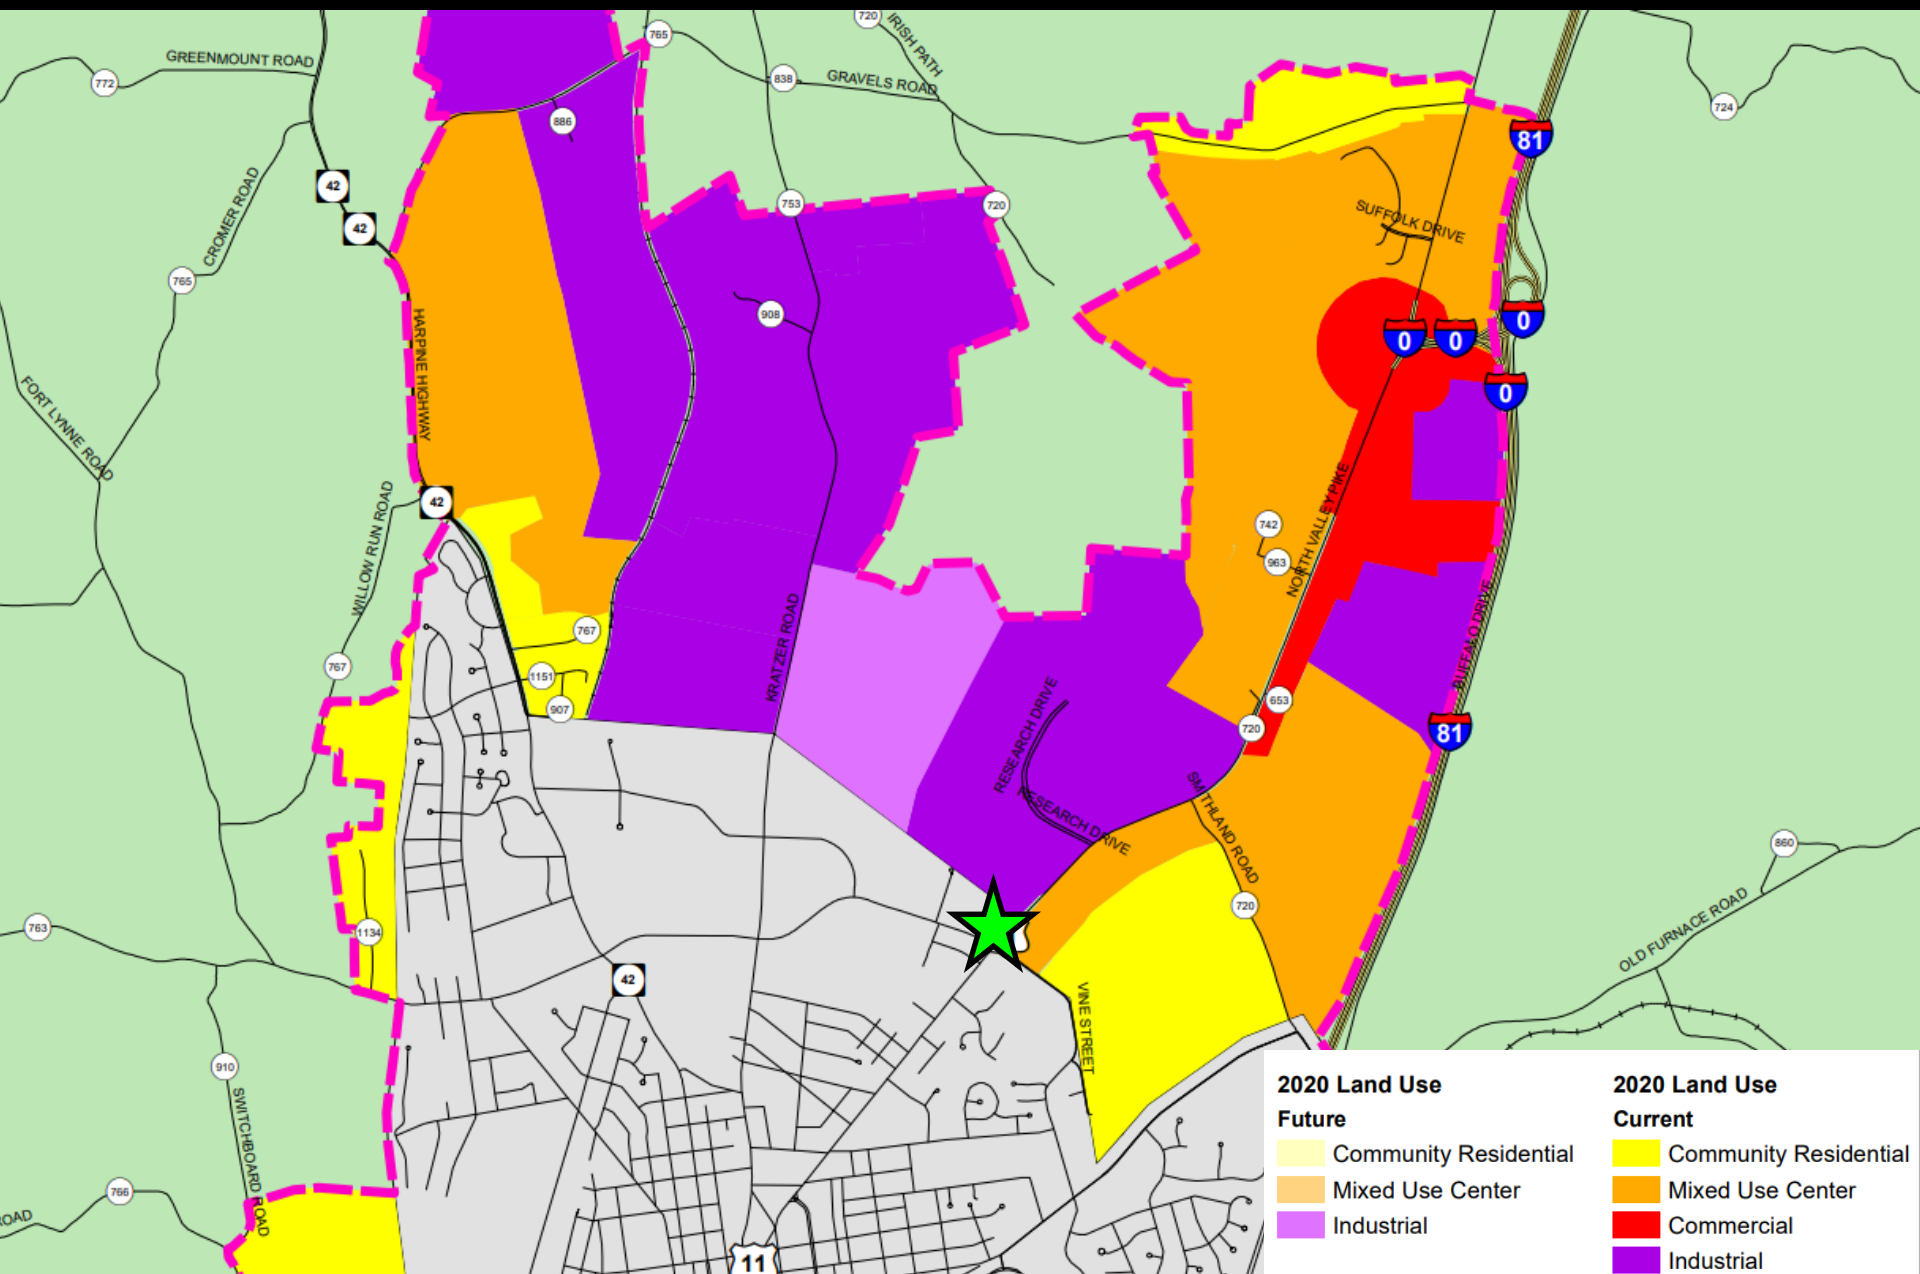 720
IRISH PATH
765
GREENMOUNT ROAD
772
838
GRAVELS ROAD
724
886
81
42
CROMER ROAD
753
720
42
SUFFOLK DRIVE
765
908
0
0
0
HARPINE HIGHWAY
0
FORT LYNNE ROAD
42
WILLOW RUN ROAD
NORTH VALLEY PIKE
742
963
767
KRATZER ROAD
BUFFALO DRIVE
767
1151
907
653
720
81
RESEARCH DRIVE
RESEARCH DRIVE
SMITHLAND ROAD
860
720
OLD FURNACE ROAD
763
1134
42
VINE STREET
910
SWITCHBOARD ROAD
766
OAD
11
2020 Land Use
Future
Community Residential
Mixed Use Center
Industrial
2020 Land Use
Current
Community Residential
Mixed Use Center
Commercial
Industrial